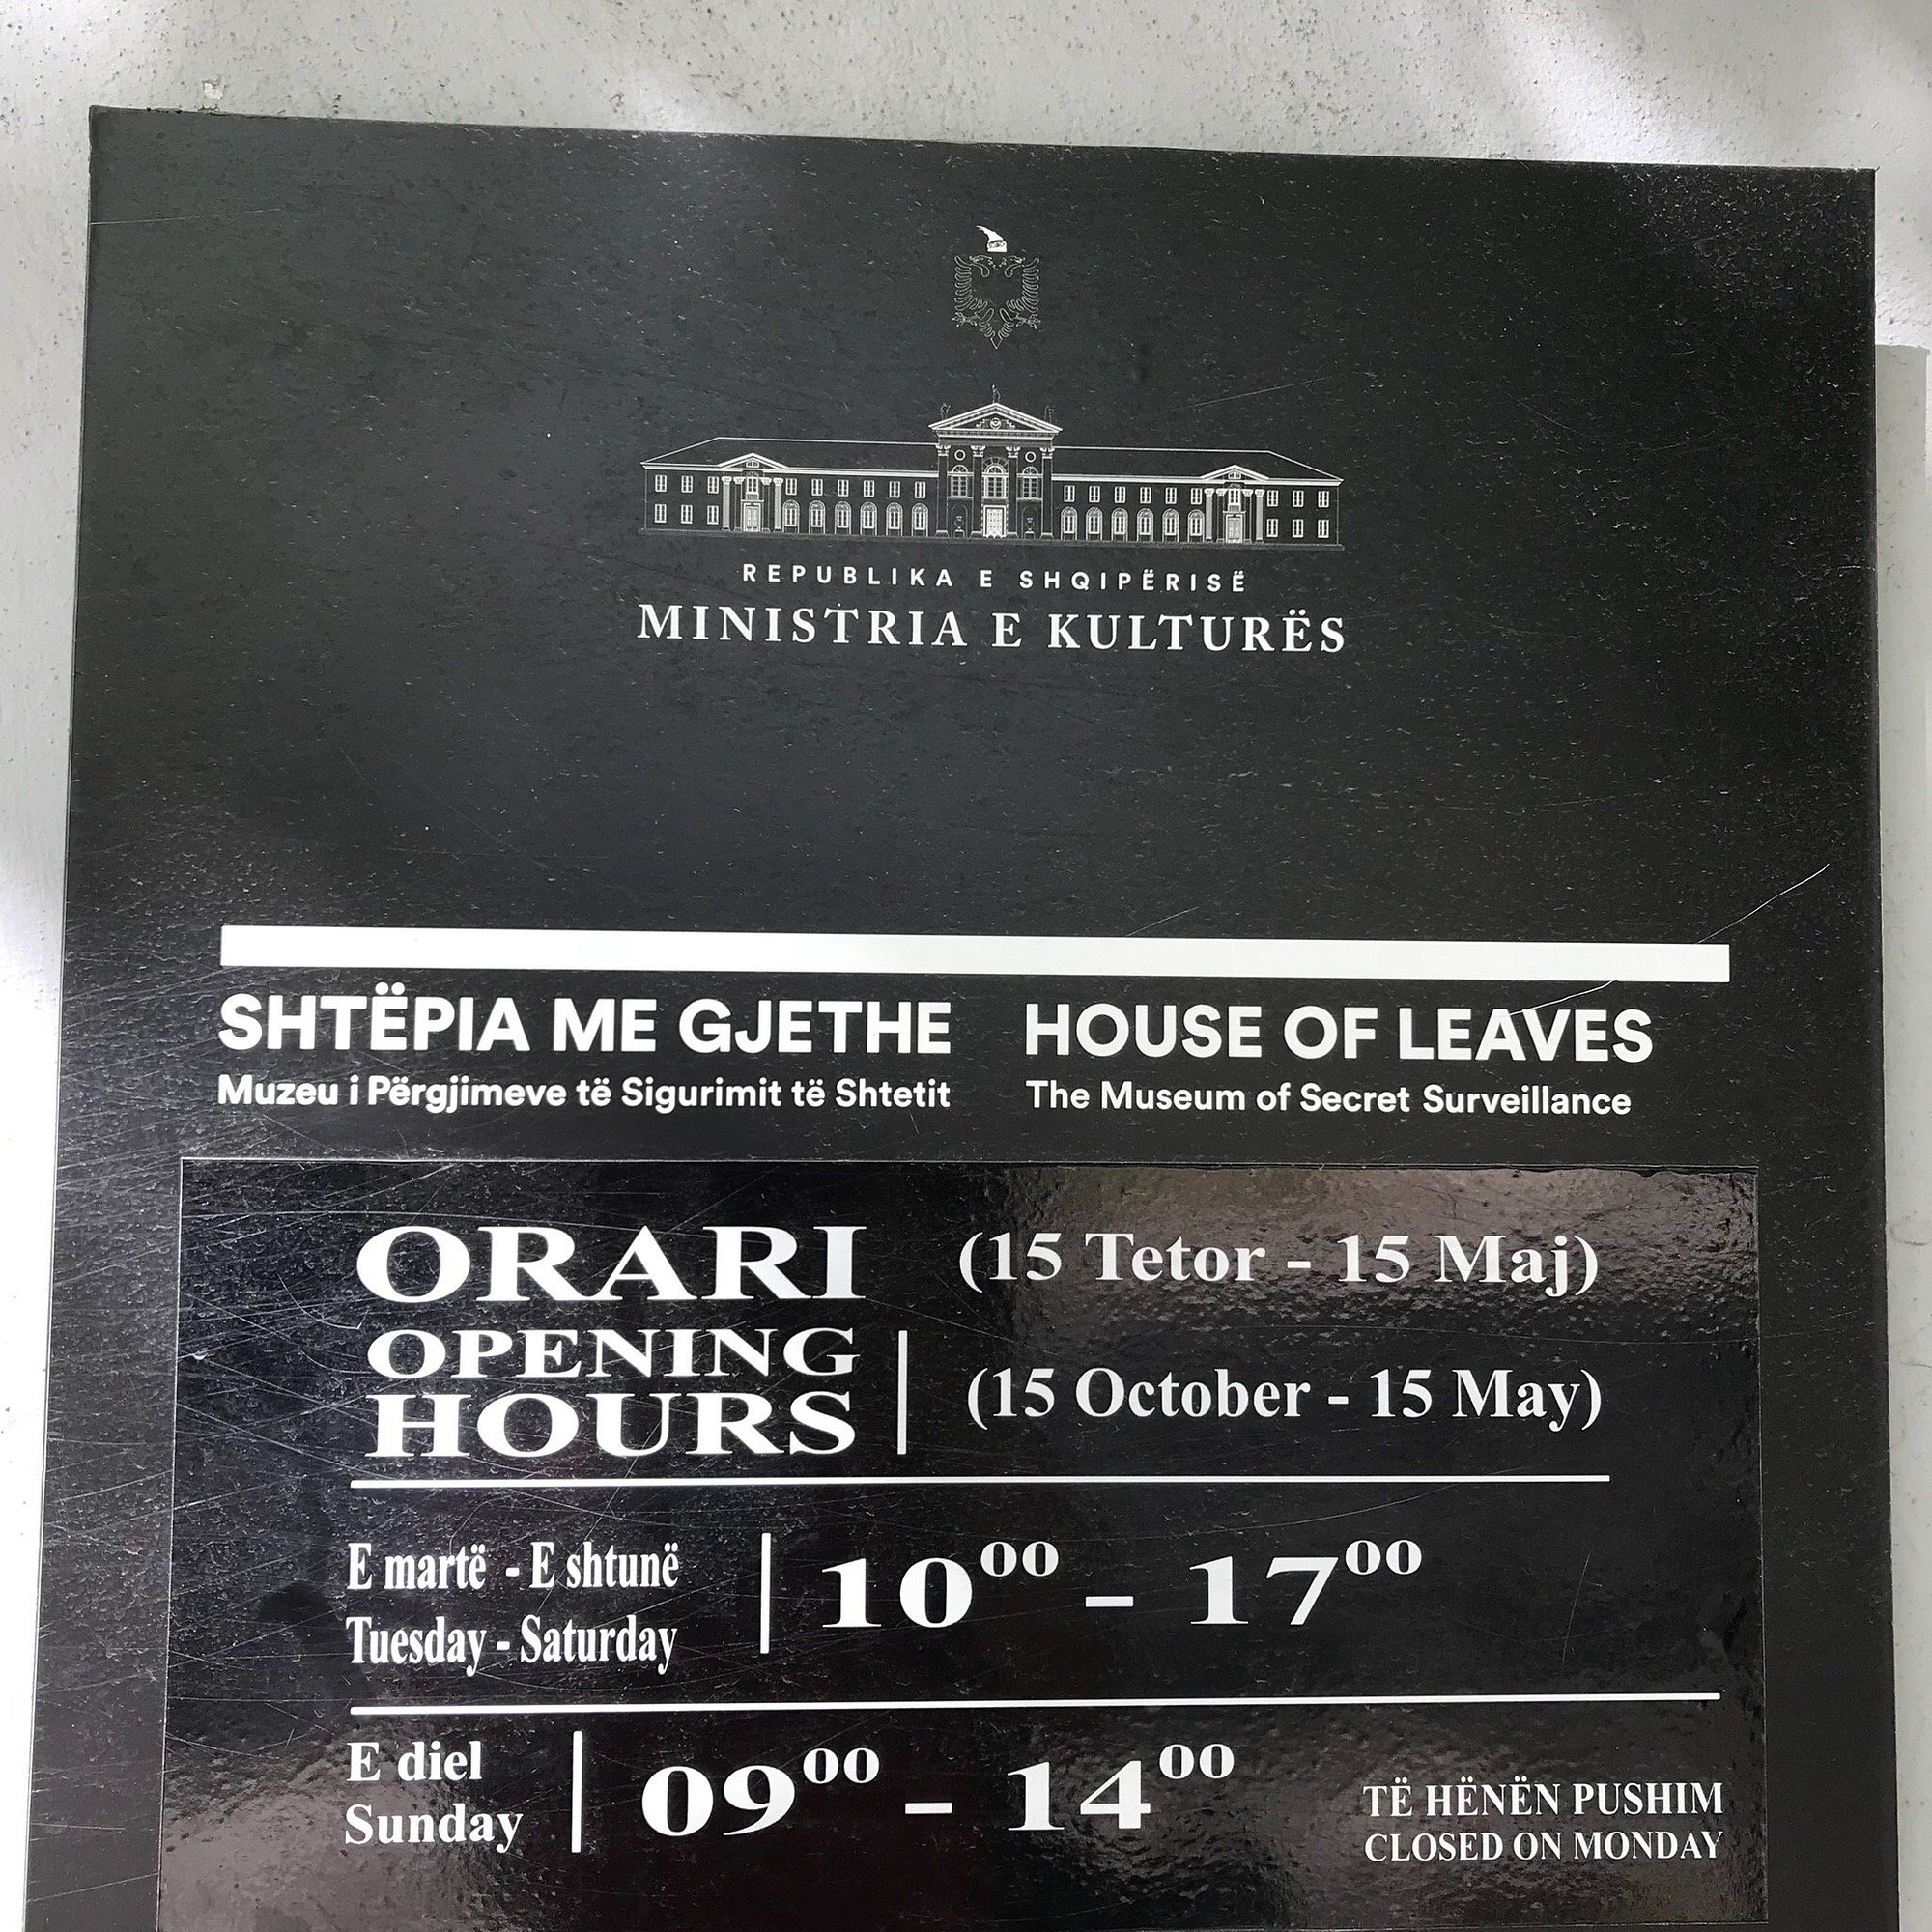 REPUBLIKA E SHQIPËRISË
MINISTRIA E KULTURËS
SHTËPIA ME GJETHE
Muzeu i Përgjimeve të Sigurimit të Shtetit
HOUSE OF LEAVES
The Museum of Secret Surveillance
ORARI (15 Tetor - 15 Maj)
OPENING
HOURS
(15 October - 15 May)
E martë - E shtunë
Tuesday - Saturday
10⁰⁰ - 17⁰⁰
E diel
Sunday
09⁰⁰ - 14⁰⁰
TË HËNËN PUSHIM
CLOSED ON MONDAY